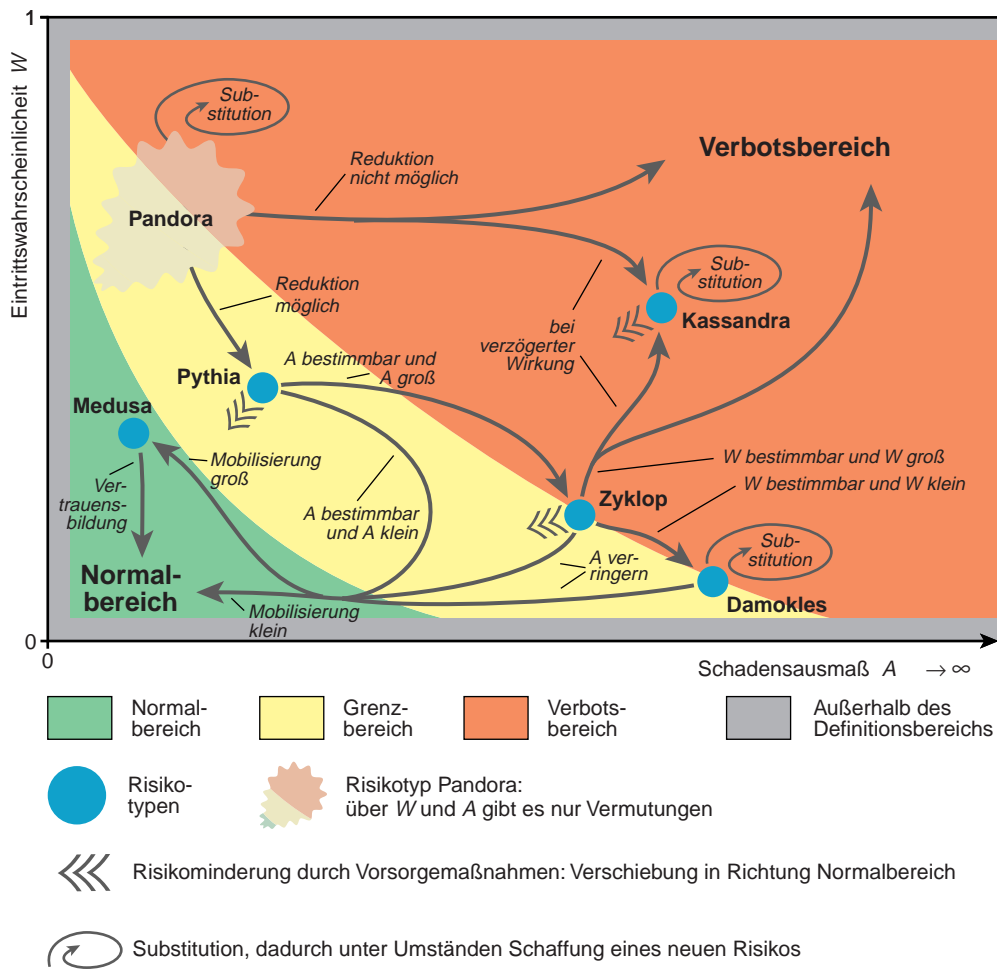 1
Eintrittswahrscheinlicheit W
Sub-
stitution
Verbotsbereich
Reduktion
nicht möglich
Pandora
Sub-
stitution
Reduktion
möglich
Kassandra
bei
verzögerter
Wirkung
A bestimmbar und
A groß
Pythia
Medusa
Mobilisierung
groß
W bestimmbar und W groß
Zyklop
W bestimmbar und W klein
Ver-
trauens-
bildung
A bestimmbar
und A klein
Sub-
stitution
A ver-
ringern
Normal-
bereich
Damokles
Mobilisierung
klein
0
0
Schadensausmaß A → ∞
Normal-
bereich
Grenz-
bereich
Verbots-
bereich
Außerhalb des
Definitionsbereichs
Risiko-
typen
Risikotyp Pandora:
über W und A gibt es nur Vermutungen
Risikominderung durch Vorsorgemaßnahmen: Verschiebung in Richtung Normalbereich
Substitution, dadurch unter Umständen Schaffung eines neuen Risikos